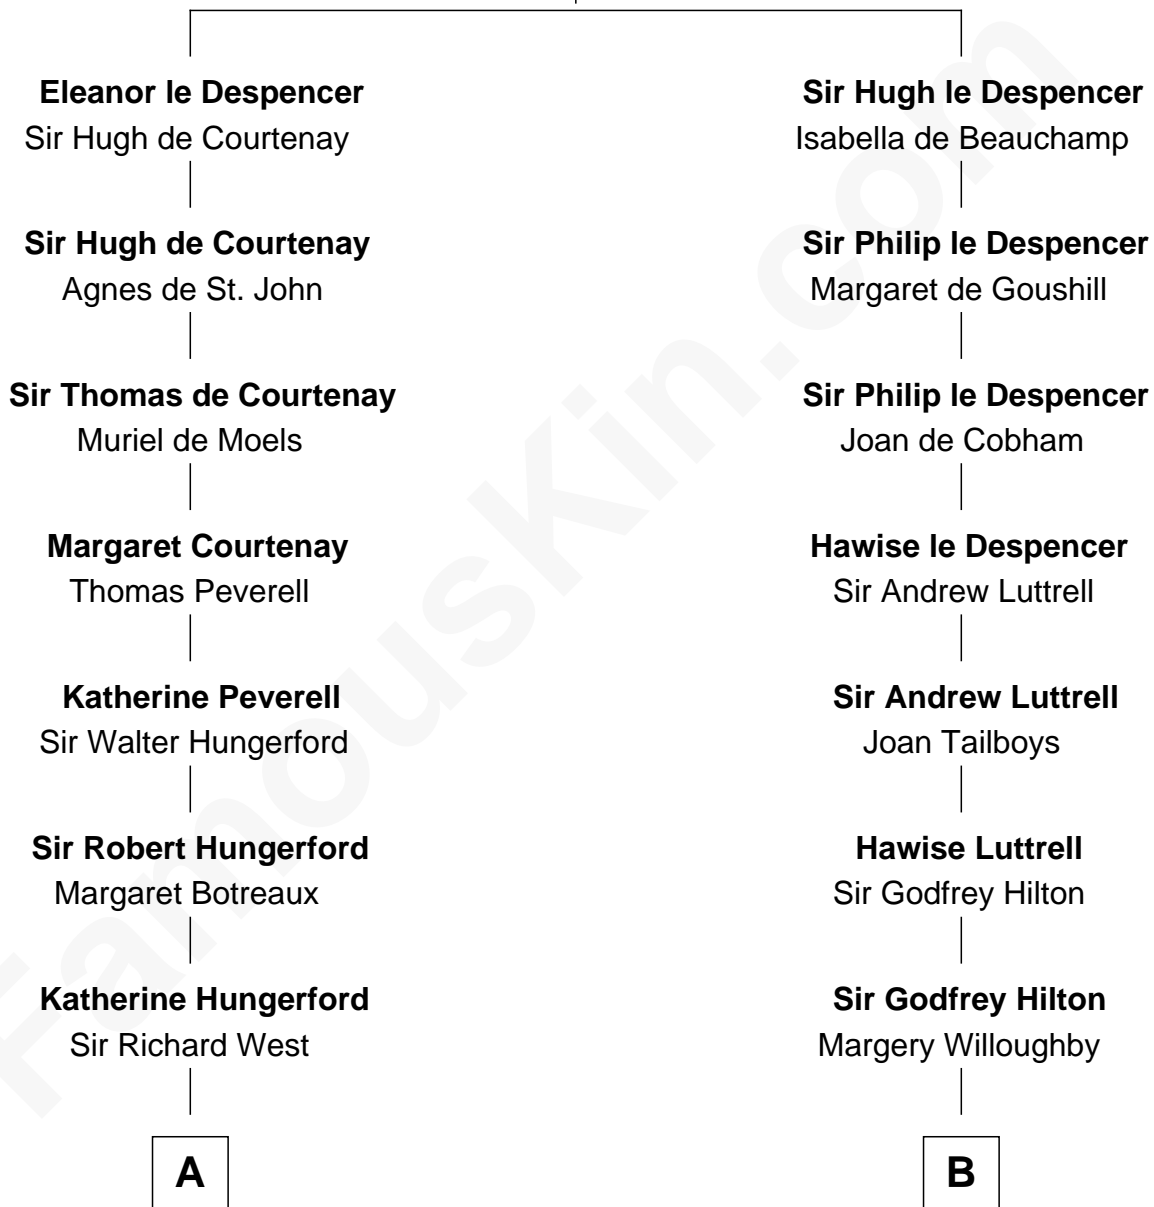 Eleanor le Despencer
Sir Hugh de Courtenay
Sir Hugh de Courtenay
Agnes de St. John
Sir Thomas de Courtenay
Muriel de Moels
Margaret Courtenay
Thomas Peverell
Katherine Peverell
Sir Walter Hungerford
Sir Robert Hungerford
Margaret Botreaux
Katherine Hungerford
Sir Richard West
A
Sir Hugh le Despencer
Isabella de Beauchamp
Sir Philip le Despencer
Margaret de Goushill
Sir Philip le Despencer
Joan de Cobham
Hawise le Despencer
Sir Andrew Luttrell
Sir Andrew Luttrell
Joan Tailboys
Hawise Luttrell
Sir Godfrey Hilton
Sir Godfrey Hilton
Margery Willoughby
B
FamousKin.com